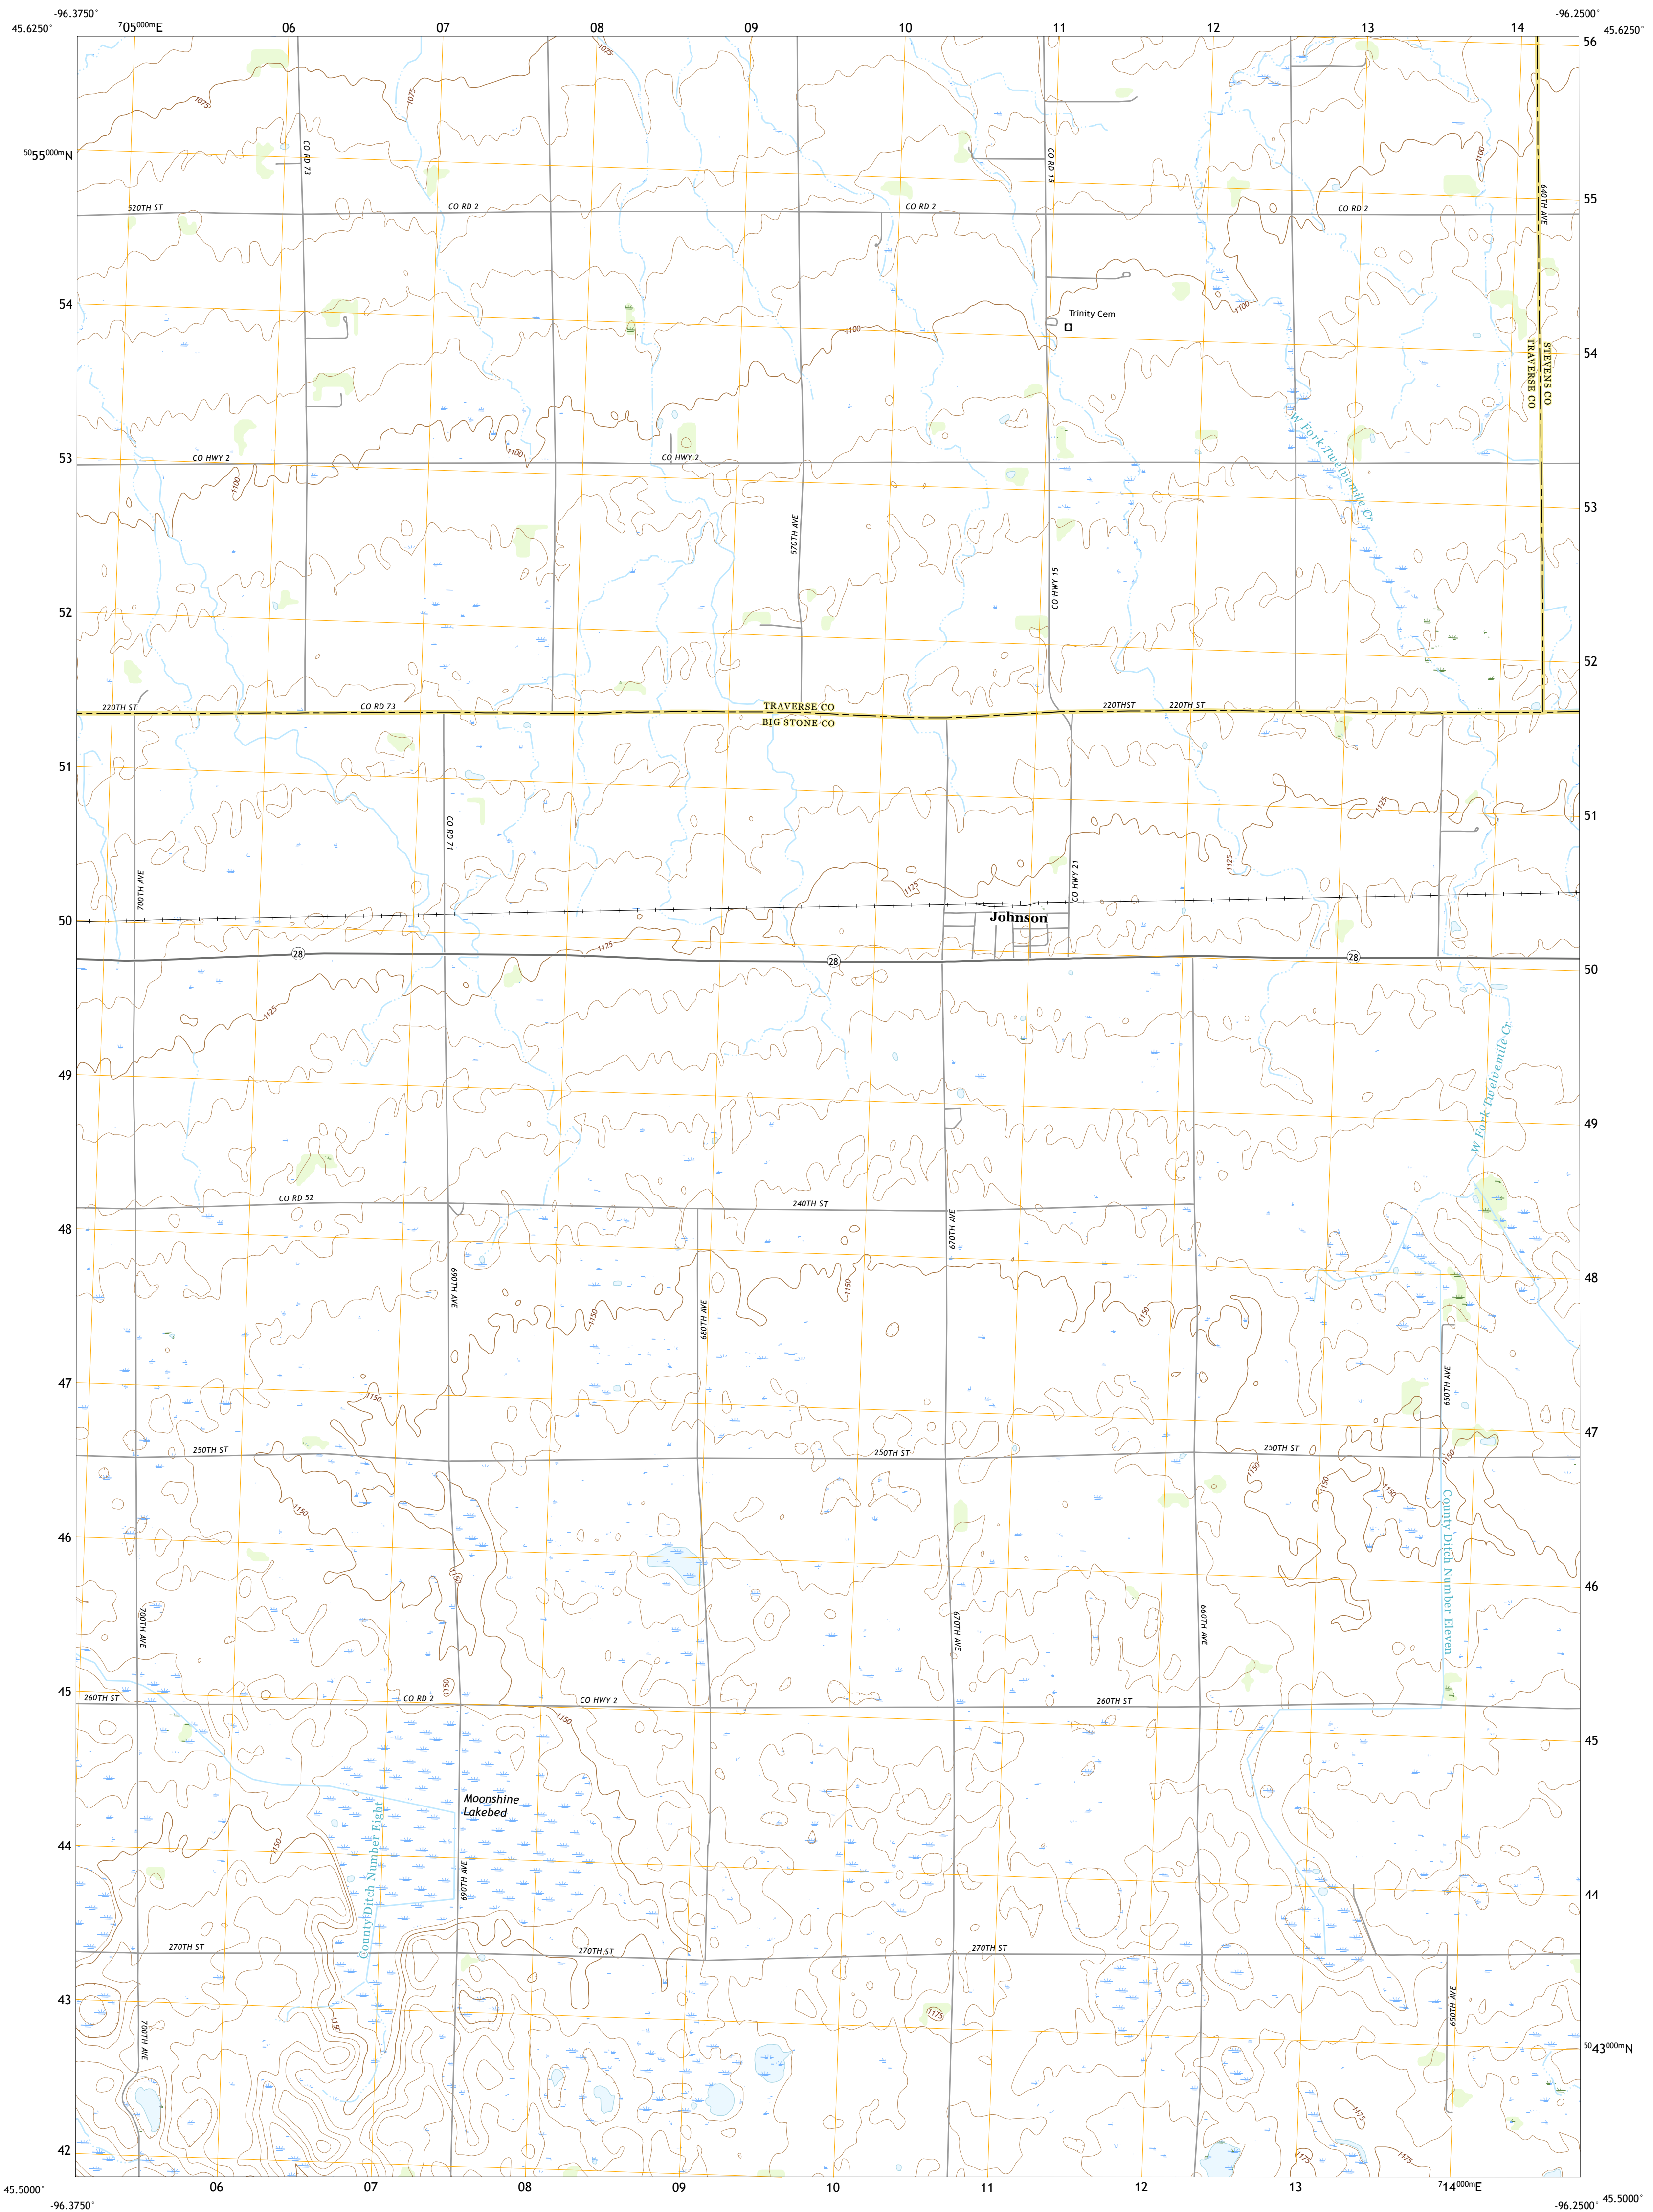 -96.3750°
-96.2500°
45.6250°
⁷05⁰⁰⁰ᵐE
06
07
08
09
10
11
12
13
14
45.6250°
56
1075
1075
1075
⁵⁰55⁰⁰⁰ᵐN
CO RD 73
CO RD 15
1100
640TH AVE
55
520TH ST
CO RD 2
CO RD 2
CO RD 2
54
1100
Trinity Cem
1100
54
TRAVERSE CO
STEVENS CO
53
CO HWY 2
1100
1100
CO HWY 2
W Fork Twelvemile Cr
53
570TH AVE
CO HWY 15
52
52
220TH ST
CO RD 73
TRAVERSE CO
BIG STONE CO
220THST
220TH ST
51
1125
51
CO RD 71
700TH AVE
1125
CO HWY 21
1125
50
Johnson
1125
28
28
28
50
1125
49
W Fork Twelvemile Cr
49
CO RD 52
240TH ST
670TH AVE
48
690TH AVE
1150
1150
680TH AVE
1150
48
47
1150
650TH AVE
47
250TH ST
250TH ST
250TH ST
1150
1150
1150
1150
1150
46
1150
County Ditch Number Eleven
46
700TH AVE
670TH AVE
660TH AVE
1150
45
260TH ST
CO RD 2
CO HWY 2
260TH ST
1150
45
Moonshine
Lakebed
County Ditch Number Eight
44
1150
690TH AVE
44
270TH ST
270TH ST
270TH ST
43
1150
1175
650TH AVE
700TH AVE
⁵⁰43⁰⁰⁰ᵐN
1175
42
1175
1175
45.5000°
06
07
08
09
10
11
12
13
⁷14⁰⁰⁰ᵐE
45.5000°
-96.3750°
-96.2500°